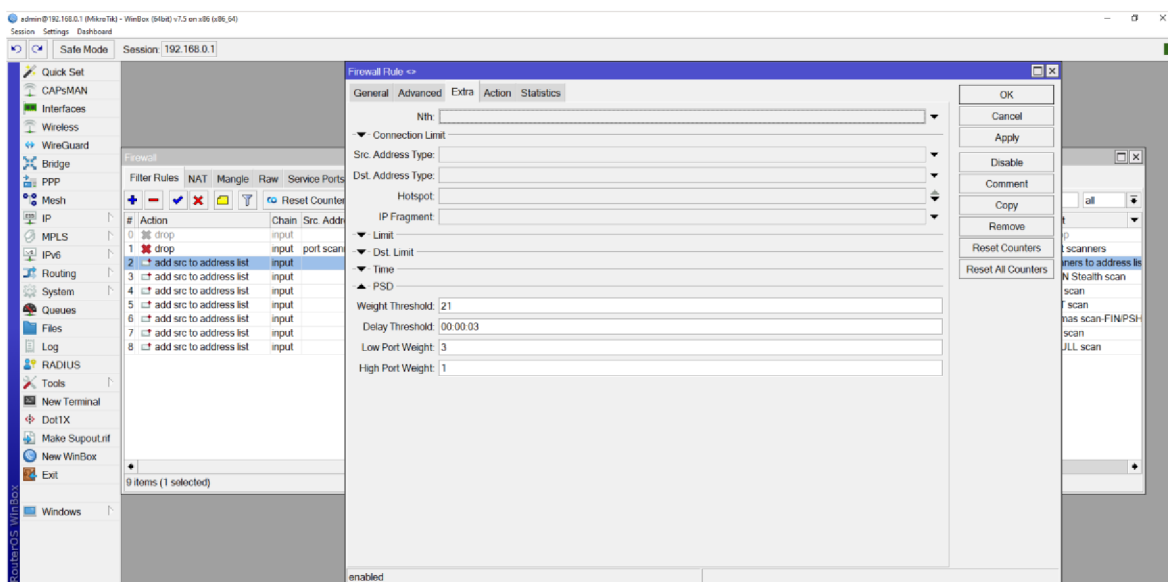 admin@192.168.0.1 (MikroTik) - WinBox (64bit) v7.5 on x86 (x86_64)
Session Settings Dashboard
Safe Mode Session: 192.168.0.1
Quick Set
CAPsMAN
Interfaces
Wireless
WireGuard
Bridge
PPP
Mesh
IP
MPLS
IPv6
Routing
System
Queues
Files
Log
RADIUS
Tools
New Terminal
Dot1X
Make Supout.rif
New WinBox
Exit
Windows
RouterOS WinBox
Firewall
Filter Rules NAT Mangle Raw Service Ports
Reset Counter
all
# Action Chain Src. Addr
0 drop input
1 drop input port scan
2 add src to address list input
3 add src to address list input
4 add src to address list input
5 add src to address list input
6 add src to address list input
7 add src to address list input
8 add src to address list input
t scanners
ners to address lis
N Stealth scan
scan
T scan
mas scan-FIN/PSH
scan
JLL scan
9 items (1 selected)
Firewall Rule <>
General Advanced Extra Action Statistics
Nth:
Connection Limit
Src. Address Type:
Dst. Address Type:
Hotspot:
IP Fragment:
Limit
Dst. Limit
Time
PSD
Weight Threshold: 21
Delay Threshold: 00:00:03
Low Port Weight: 3
High Port Weight: 1
OK
Cancel
Apply
Disable
Comment
Copy
Remove
Reset Counters
Reset All Counters
enabled